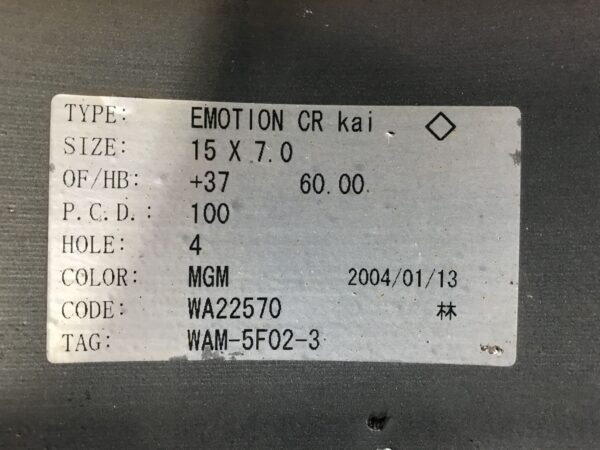 TYPE: EMOTION CR kai ◇
SIZE: 15 X 7.0
OF/HB: +37 60.00
P.C.D.: 100
HOLE: 4
COLOR: MGM 2004/01/13
CODE: WA22570 林
TAG: WAM-5F02-3